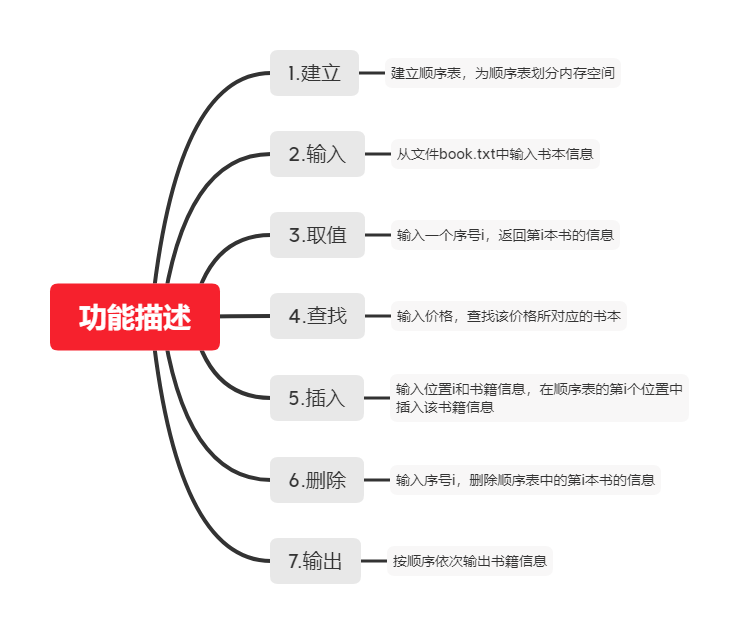 功能描述
1.建立
建立顺序表，为顺序表划分内存空间
2.输入
从文件book.txt中输入书本信息
3.取值
输入一个序号i，返回第i本书的信息
4.查找
输入价格，查找该价格所对应的书本
5.插入
输入位置i和书籍信息，在顺序表的第i个位置中
插入该书籍信息
6.删除
输入序号i，删除顺序表中的第i本书的信息
7.输出
按顺序依次输出书籍信息